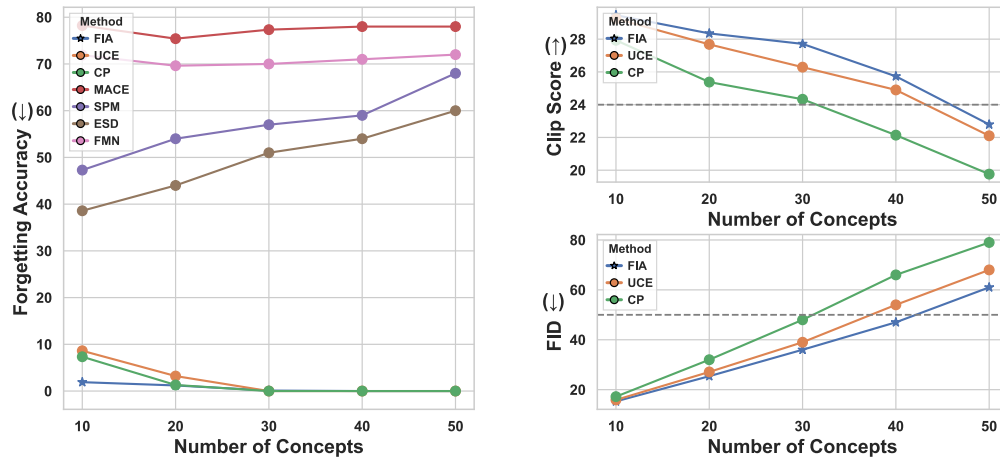 Forgetting Accuracy (↓)
80
70
60
50
40
30
20
10
0
Method
FIA
UCE
CP
MACE
SPM
ESD
FMN
10 20 30 40 50
Number of Concepts
Clip Score (↑)
28
26
24
22
20
Method
FIA
UCE
CP
10 20 30 40 50
Number of Concepts
FID (↓)
80
60
40
20
Method
FIA
UCE
CP
10 20 30 40 50
Number of Concepts